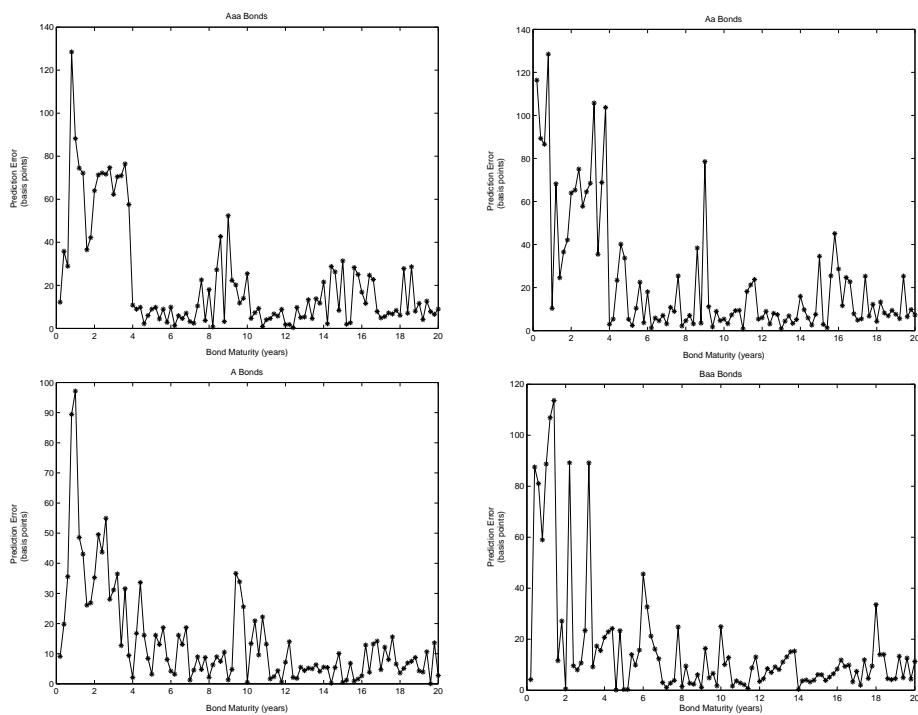 Aaa Bonds
140
120
100
80
60
40
20
0
Prediction Error
(basis points)
0 2 4 6 8 10 12 14 16 18 20
Bond Maturity (years)
Aa Bonds
140
120
100
80
60
40
20
0
Prediction Error
(basis points)
0 2 4 6 8 10 12 14 16 18 20
Bond Maturity (years)
A Bonds
100
90
80
70
60
50
40
30
20
10
0
Prediction Error
(basis points)
0 2 4 6 8 10 12 14 16 18 20
Bond Maturity (years)
Baa Bonds
120
100
80
60
40
20
0
Prediction Error
(basis points)
0 2 4 6 8 10 12 14 16 18 20
Bond Maturity (years)